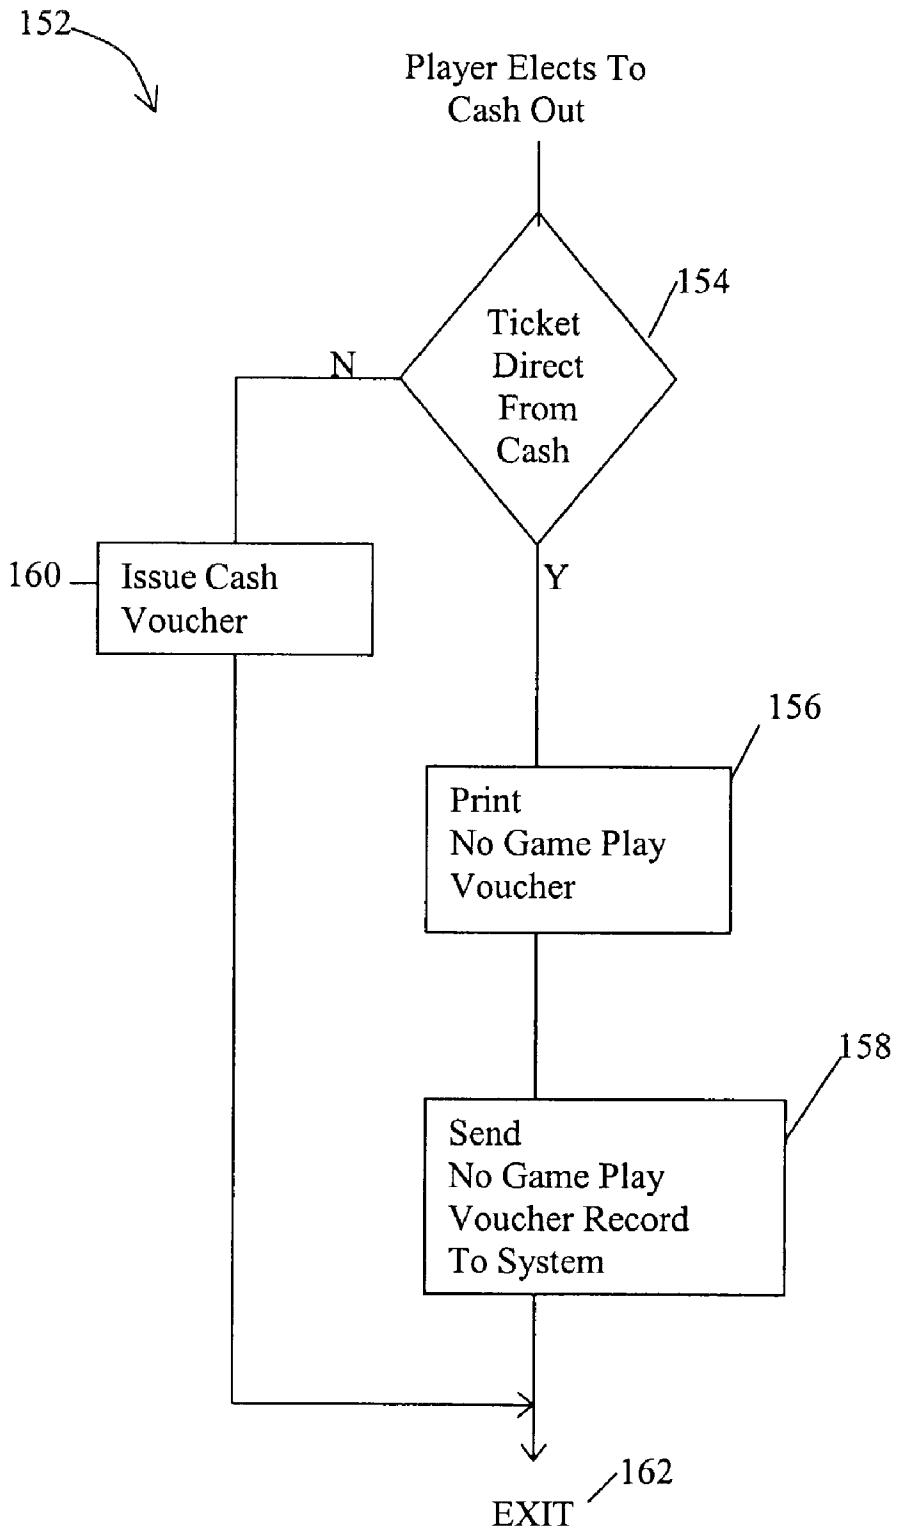 152
Player Elects To
Cash Out
154
Ticket
Direct
From
Cash
N
Y
160
Issue Cash
Voucher
156
Print
No Game Play
Voucher
158
Send
No Game Play
Voucher Record
To System
162
EXIT